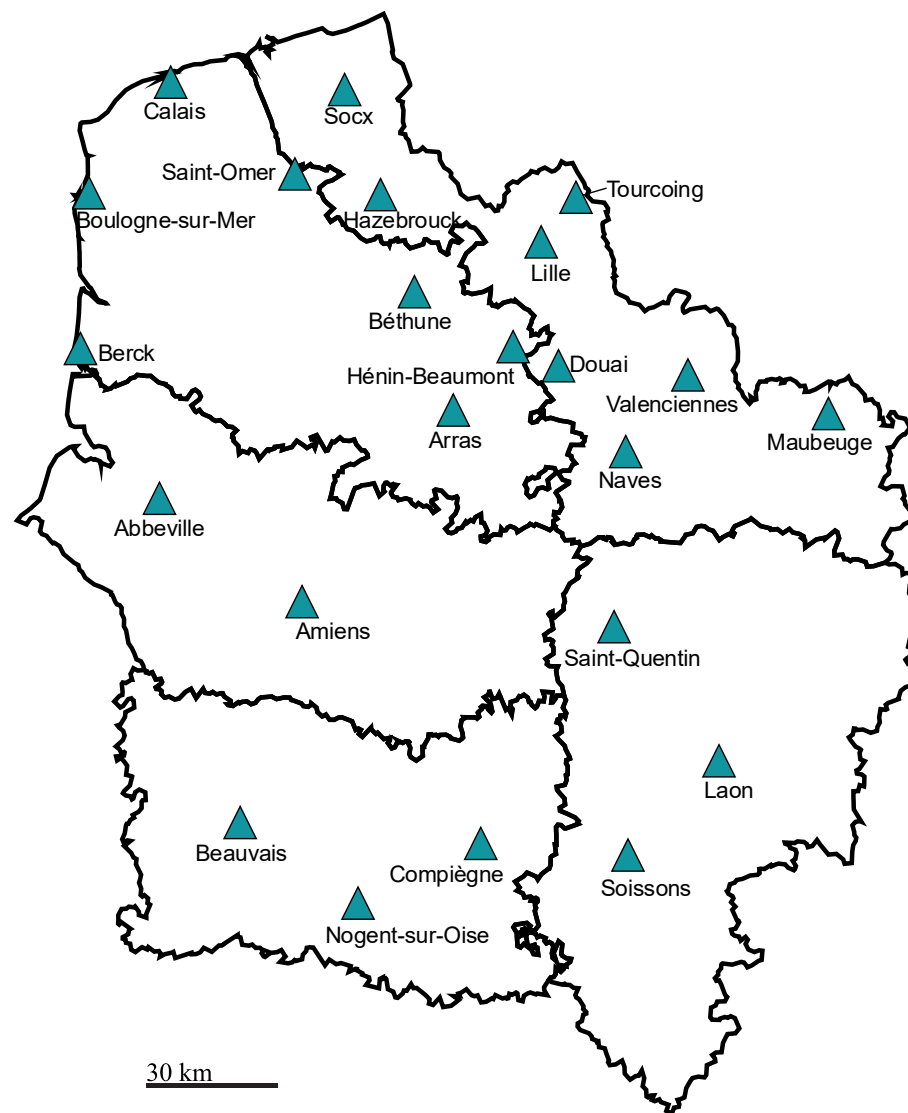 Calais
Socx
Saint-Omer
Tourcoing
Boulogne-sur-Mer
Hazebrouck
Lille
Béthune
Berck
Hénin-Beaumont
Douai
Valenciennes
Arras
Maubeuge
Naves
Abbeville
Amiens
Saint-Quentin
Laon
Beauvais
Compiègne
Soissons
Nogent-sur-Oise
30 km